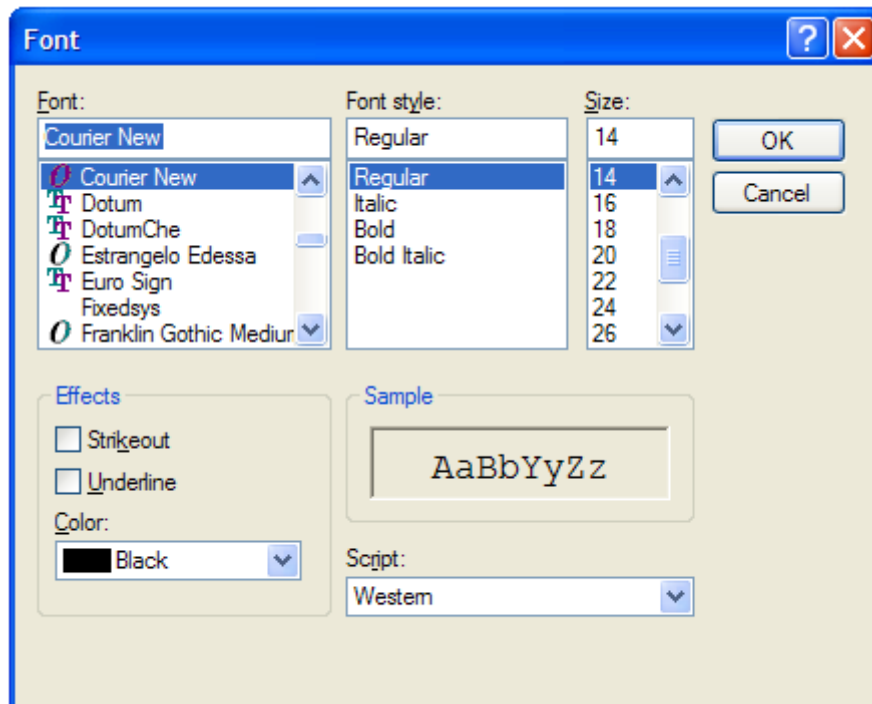 Font
Font:
Courier New
Courier New
Dotum
DotumChe
Estrangelo Edessa
Euro Sign
Fixedsys
Franklin Gothic Mediur
Font style:
Regular
Regular
Italic
Bold
Bold Italic
Size:
14
14
16
18
20
22
24
26
OK
Cancel
Effects
Strikeout
Underline
Color:
Black
Sample
AaBbYyZz
Script:
Western